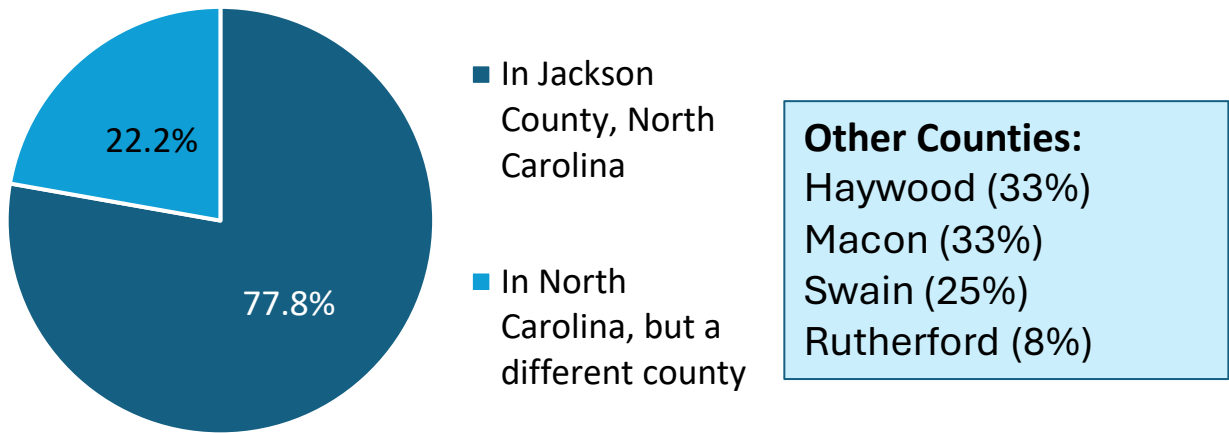 22.2%
77.8%
In Jackson
County, North
Carolina
In North
Carolina, but a
different county
Other Counties:
Haywood (33%)
Macon (33%)
Swain (25%)
Rutherford (8%)